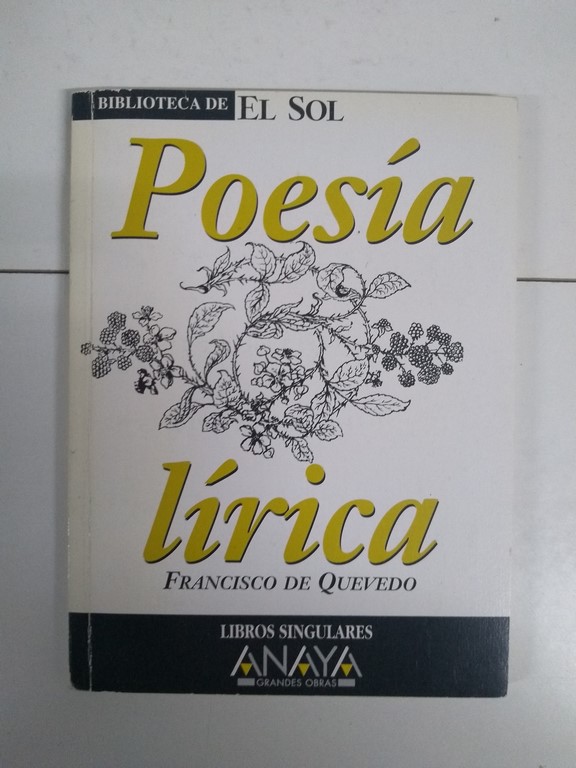 BIBLIOTECA DE EL SOL
Poesía
lírica
FRANCISCO DE QUEVEDO
LIBROS SINGULARES
ANAYA
GRANDES OBRAS